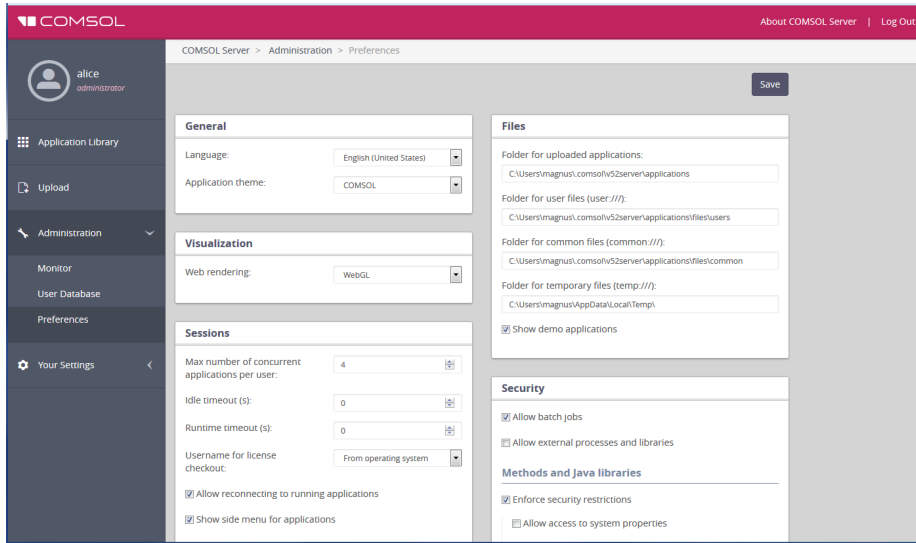 COMSOL
About COMSOL Server | Log Out
alice
administrator
Application Library
Upload
Administration
Monitor
User Database
Preferences
Your Settings
COMSOL Server > Administration > Preferences
Save
General
Language:
English (United States)
Application theme:
COMSOL
Visualization
Web rendering:
WebGL
Sessions
Max number of concurrent
applications per user:
4
Idle timeout (s):
0
Runtime timeout (s):
0
Username for license
checkout:
From operating system
Allow reconnecting to running applications
Show side menu for applications
Files
Folder for uploaded applications:
C:\Users\magnus\.comsol\v52server\applications
Folder for user files (user:///):
C:\Users\magnus\.comsol\v52server\applications\files\users
Folder for common files (common:///):
C:\Users\magnus\.comsol\v52server\applications\files\common
Folder for temporary files (temp:///):
C:\Users\magnus\AppData\Local\Temp\
Show demo applications
Security
Allow batch jobs
Allow external processes and libraries
Methods and Java libraries
Enforce security restrictions
Allow access to system properties